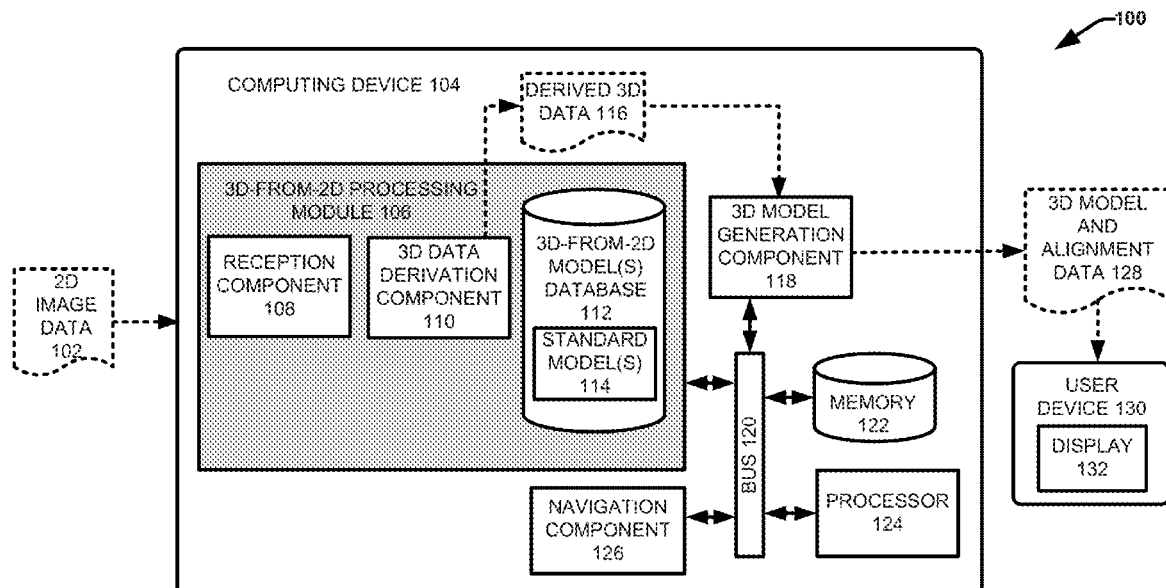 100
COMPUTING DEVICE 104
DERIVED 3D
DATA 116
3D-FROM-2D PROCESSING
MODULE 106
RECEPTION
COMPONENT
108
3D DATA
DERIVATION
COMPONENT
110
3D-FROM-2D
MODEL(S)
DATABASE
112
STANDARD
MODEL(S)
114
3D MODEL
GENERATION
COMPONENT
118
3D MODEL
AND
ALIGNMENT
DATA 128
2D
IMAGE
DATA
102
BUS 120
MEMORY
122
USER
DEVICE 130
DISPLAY
132
NAVIGATION
COMPONENT
126
PROCESSOR
124